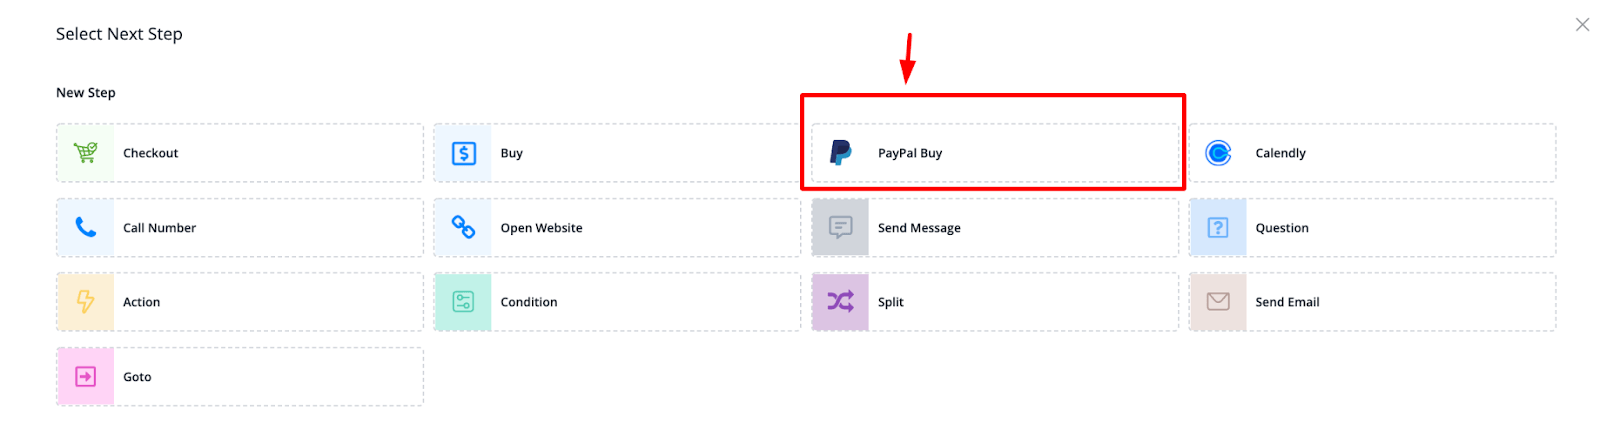 Select Next Step
New Step
Checkout
Buy
PayPal Buy
Calendly
Call Number
Open Website
Send Message
Question
Action
Condition
Split
Send Email
Goto